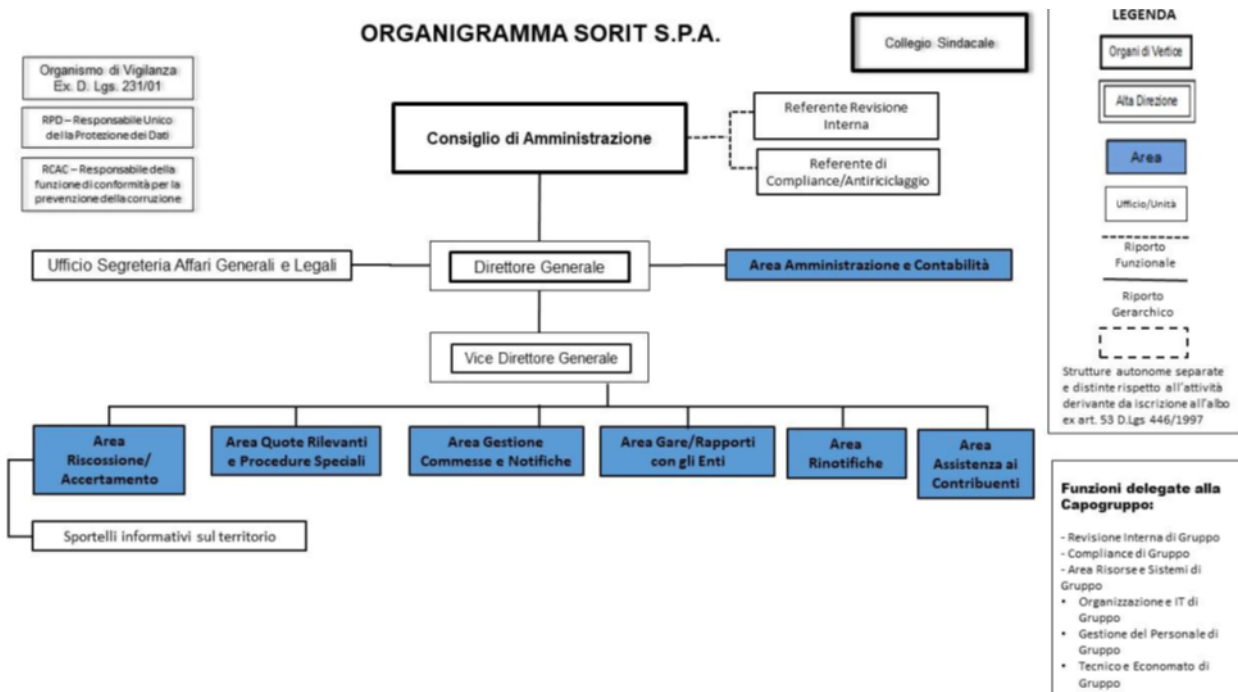 ORGANIGRAMMA SORIT S.P.A.
Collegio Sindacale
Organismo di Vigilanza
Ex. D. Lgs. 231/01
RPD – Responsabile Unico
della Protezione dei Dati
RCAC – Responsabile della
funzione di conformità per la
prevenzione della corruzione
Consiglio di Amministrazione
Referente Revisione
Interna
Referente di
Compliance/Antiriciclaggio
Ufficio Segreteria Affari Generali e Legali
Direttore Generale
Area Amministrazione e Contabilità
Vice Direttore Generale
Area
Riscossione/
Accertamento
Area Quote Rilevanti
e Procedure Speciali
Area Gestione
Commesse e Notifiche
Area Gare/Rapporti
con gli Enti
Area
Rinotifiche
Area
Assistenza ai
Contribuenti
Sportelli informativi sul territorio
LEGENDA
Organi di Vertice
Alta Direzione
Area
Ufficio/Unità
Riporto
Funzionale
Riporto
Gerarchico
Strutture autonome separate
e distinte rispetto all'attività
derivante da iscrizione all'albo
ex art. 53 D.Lgs 446/1997
Funzioni delegate alla
Capogruppo:
- Revisione Interna di Gruppo
- Compliance di Gruppo
- Area Risorse e Sistemi di
Gruppo
• Organizzazione e IT di
Gruppo
• Gestione del Personale di
Gruppo
• Tecnico e Economato di
Gruppo